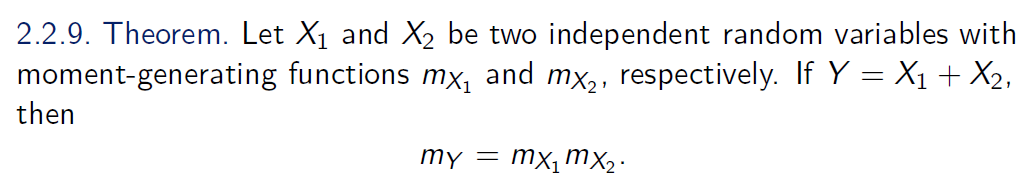 2.2.9. Theorem. Let X₁ and X₂ be two independent random variables with
moment-generating functions m_{X₁} and m_{X₂}, respectively. If Y = X₁ + X₂,
then
m_Y = m_{X₁} m_{X₂}.